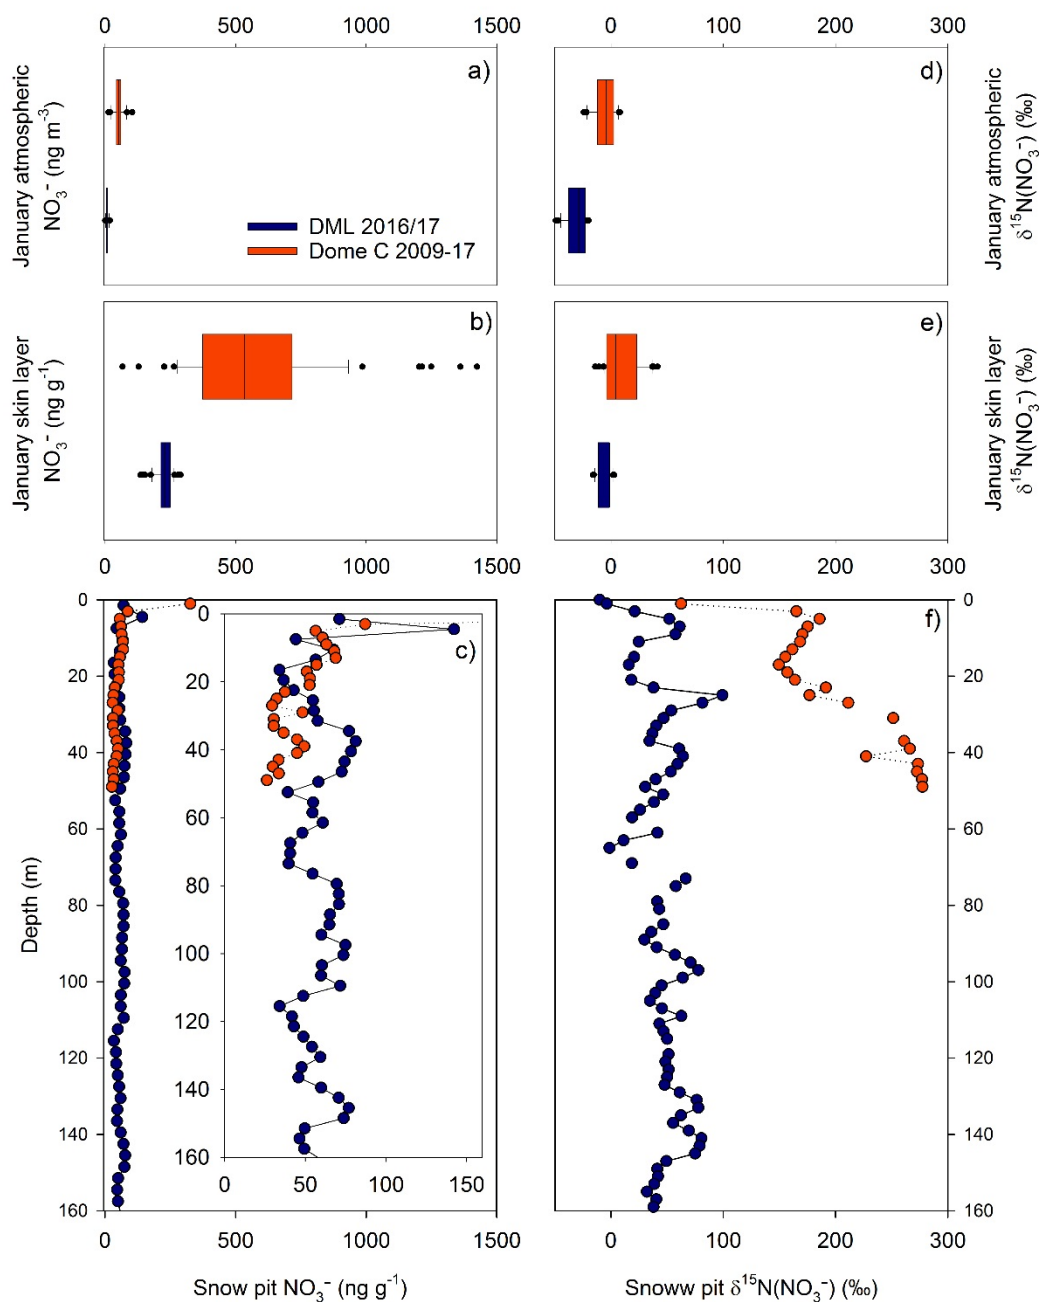 0 500 1000 1500
0 100 200 300
January atmospheric
NO₃⁻ (ng m⁻³)
a)
DML 2016/17
Dome C 2009-17
d)
January atmospheric
δ¹⁵N(NO₃⁻) (‰)
January skin layer
NO₃⁻ (ng g⁻¹)
b)
e)
January skin layer
δ¹⁵N(NO₃⁻) (‰)
0 500 1000 1500
0 100 200 300
Depth (m)
0
20
40
60
80
100
120
140
160
c)
0
20
40
60
80
100
120
140
160
0 50 100 150
f)
0
20
40
60
80
100
120
140
160
0 500 1000 1500
0 100 200 300
Snow pit NO₃⁻ (ng g⁻¹)
Snoww pit δ¹⁵N(NO₃⁻) (‰)